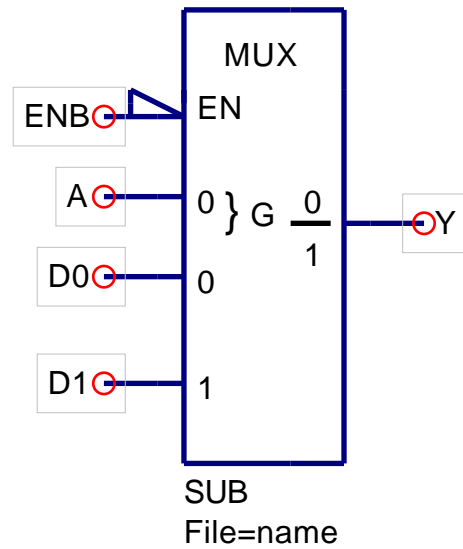 MUX
ENB EN
A 0 } G 0
Y
1
D0 0
D1 1
SUB
File=name